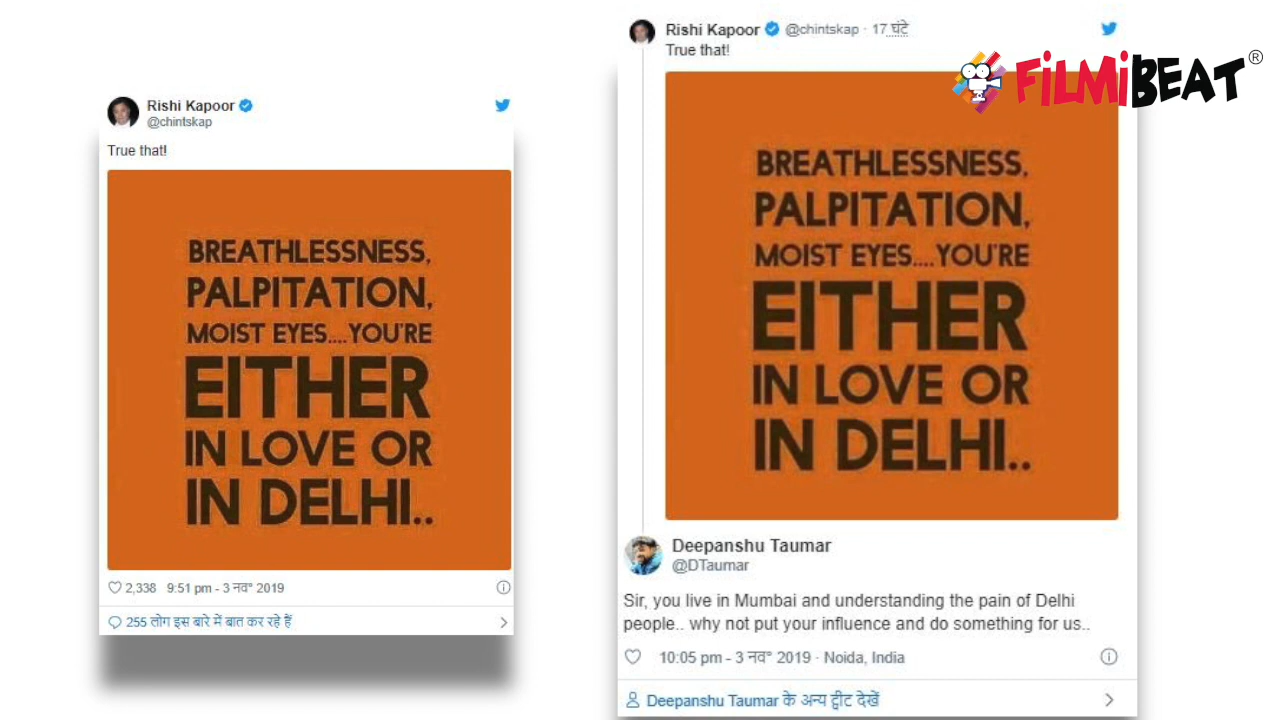 Rishi Kapoor
@chintskap
True that!
BREATHLESSNESS,
PALPITATION,
MOIST EYES....YOU'RE
EITHER
IN LOVE OR
IN DELHI..
2,338 9:51 pm - 3 नव॰ 2019
255 लोग इस बारे में बात कर रहे हैं
Rishi Kapoor @chintskap · 17 घंटे
True that!
FILMIBEAT®
BREATHLESSNESS,
PALPITATION,
MOIST EYES....YOU'RE
EITHER
IN LOVE OR
IN DELHI..
Deepanshu Taumar
@DTaumar
Sir, you live in Mumbai and understanding the pain of Delhi
people.. why not put your influence and do something for us..
10:05 pm - 3 नव॰ 2019 · Noida, India
Deepanshu Taumar के अन्य ट्वीट देखें